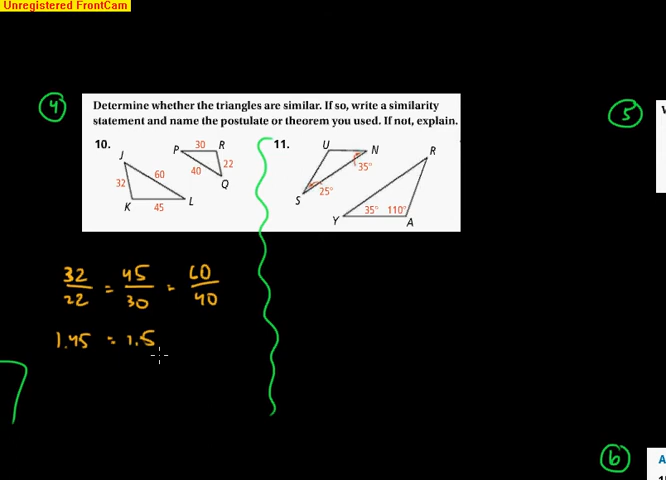 Unregistered FrontCam
4
Determine whether the triangles are similar. If so, write a similarity
statement and name the postulate or theorem you used. If not, explain.
10.
J
32
60
K
45
L
P
30
R
40
22
Q
11.
U
N
35°
S
25°
R
Y
35°
110°
A
5
32/22 = 45/30 = 60/40
1.45 = 1.5
7
6
A